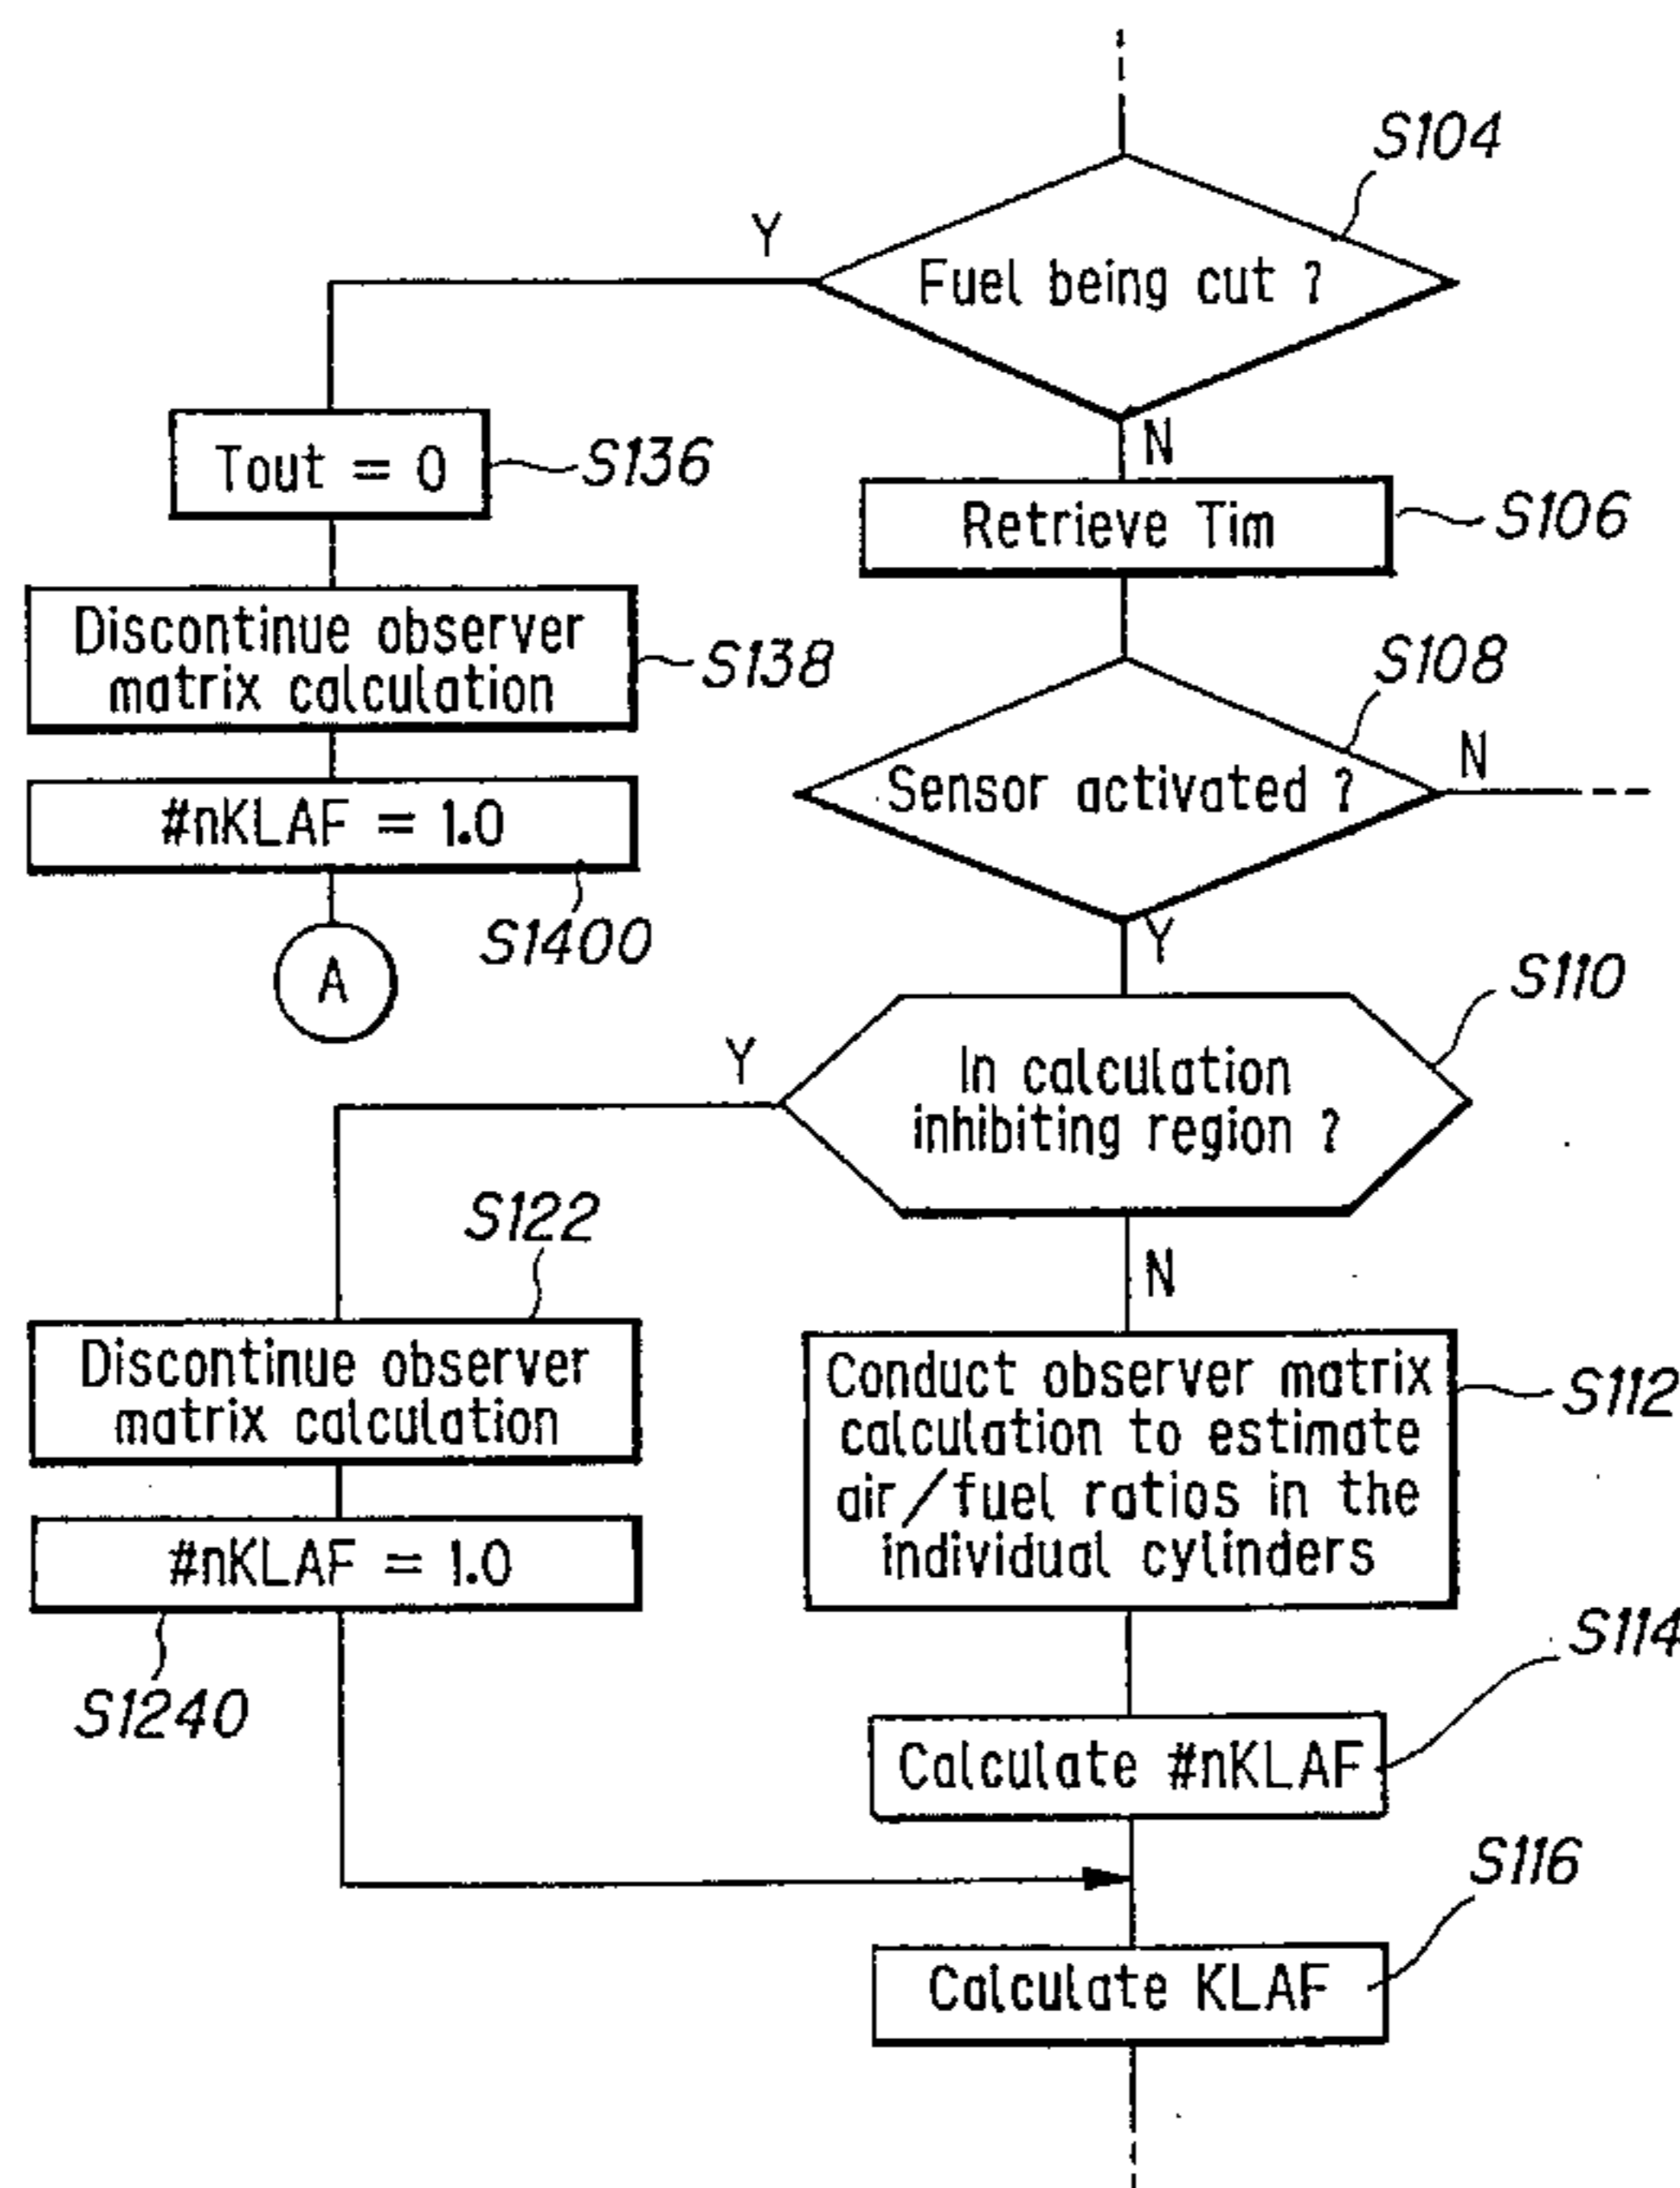 S104
Y
Fuel being cut ?
N
Tout = 0
S136
Retrieve Tim
S106
Discontinue observer
matrix calculation
S138
S108
Sensor activated ?
N
#nKLAF = 1.0
S1400
Y
A
S110
Y
In calculation
inhibiting region ?
S122
N
Discontinue observer
matrix calculation
Conduct observer matrix
calculation to estimate
air/fuel ratios in the
individual cylinders
S112
#nKLAF = 1.0
S1240
S114
Calculate #nKLAF
S116
Calculate KLAF